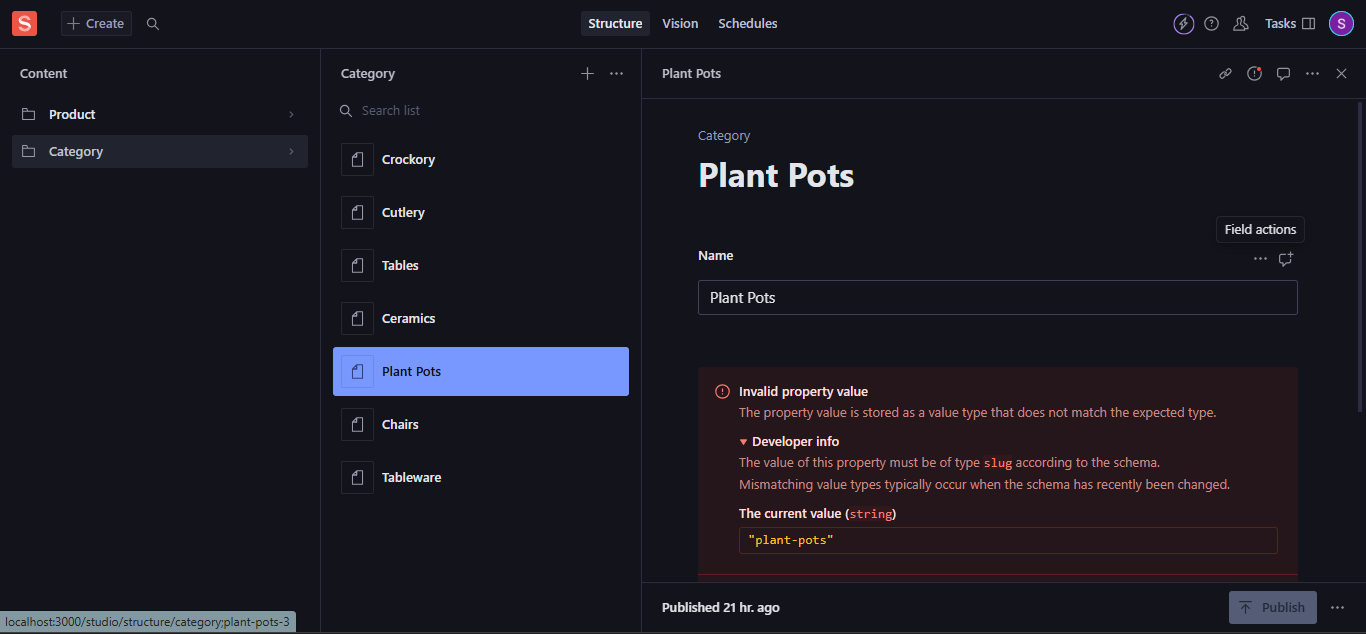 S
Create
Structure
Vision
Schedules
Tasks
S
Content
Product
Category
Category
Search list
Crockory
Cutlery
Tables
Ceramics
Plant Pots
Chairs
Tableware
Plant Pots
Category
Plant Pots
Field actions
Name
Plant Pots
Invalid property value
The property value is stored as a value type that does not match the expected type.
Developer info
The value of this property must be of type slug according to the schema.
Mismatching value types typically occur when the schema has recently been changed.
The current value (string)
"plant-pots"
Published 21 hr. ago
Publish
localhost:3000/studio/structure/category;plant-pots-3